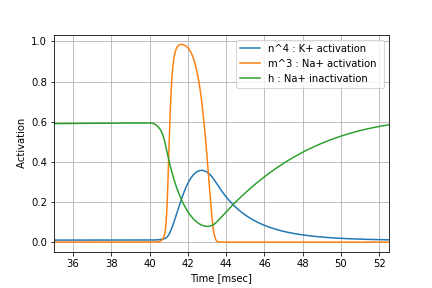 n^4 : K+ activation
m^3 : Na+ activation
h : Na+ inactivation
1.0
0.8
0.6
0.4
0.2
0.0
Activation
36 38 40 42 44 46 48 50 52
Time [msec]